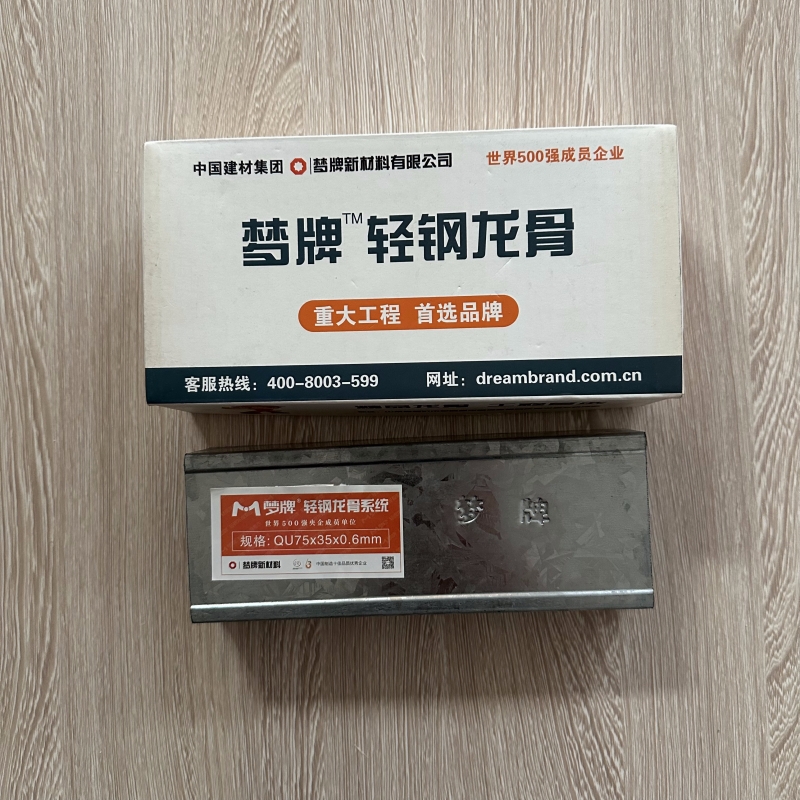 中国建材集团 梦牌新材料有限公司 世界500强成员企业
梦牌™轻钢龙骨
重大工程 首选品牌
客服热线：400-8003-599 网址：dreambrand.com.cn
梦牌®轻钢龙骨系统
世界500强央企成员单位
规格：QU75x35x0.6mm
梦牌新材料
梦牌